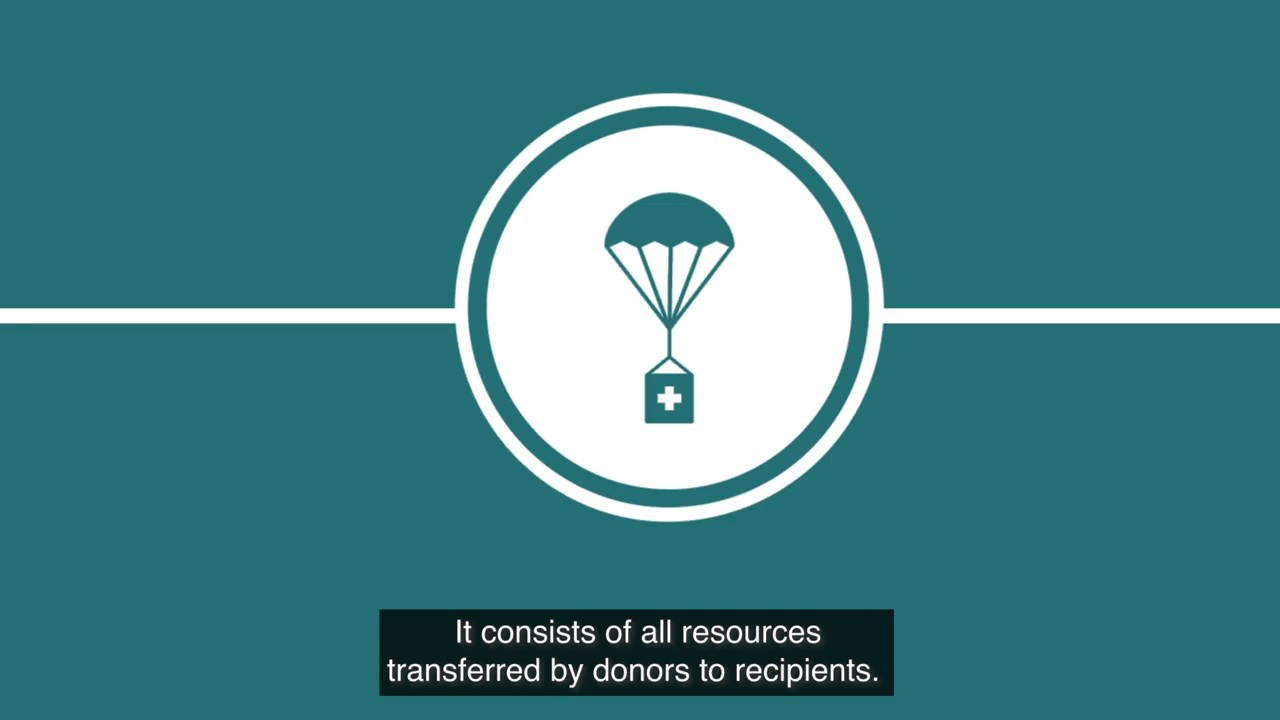 It consists of all resources
transferred by donors to recipients.